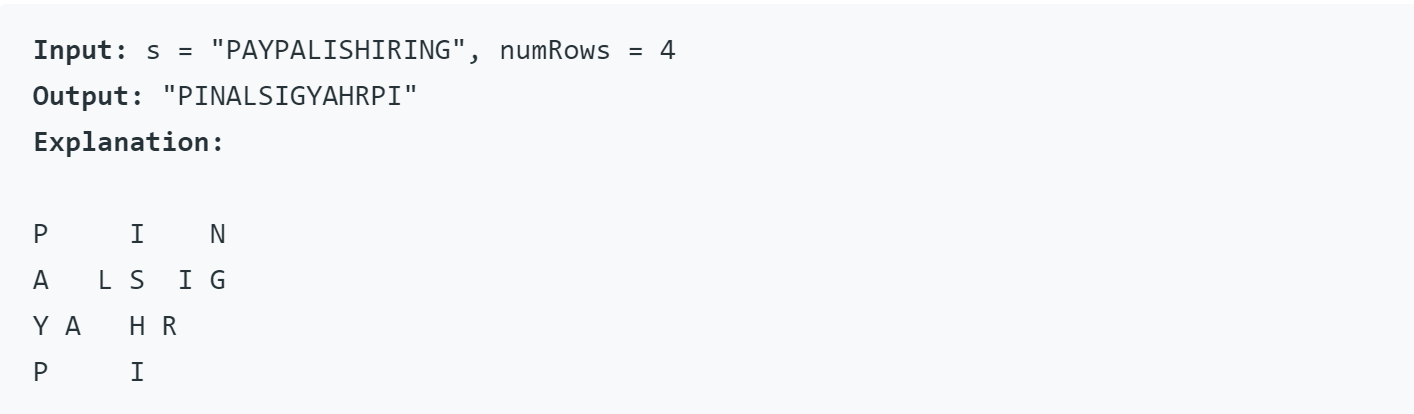 Input: s = "PAYPALISHIRING", numRows = 4
Output: "PINALSIGYAHRPI"
Explanation:
P     I    N
A   L S  I G
Y A   H R
P     I